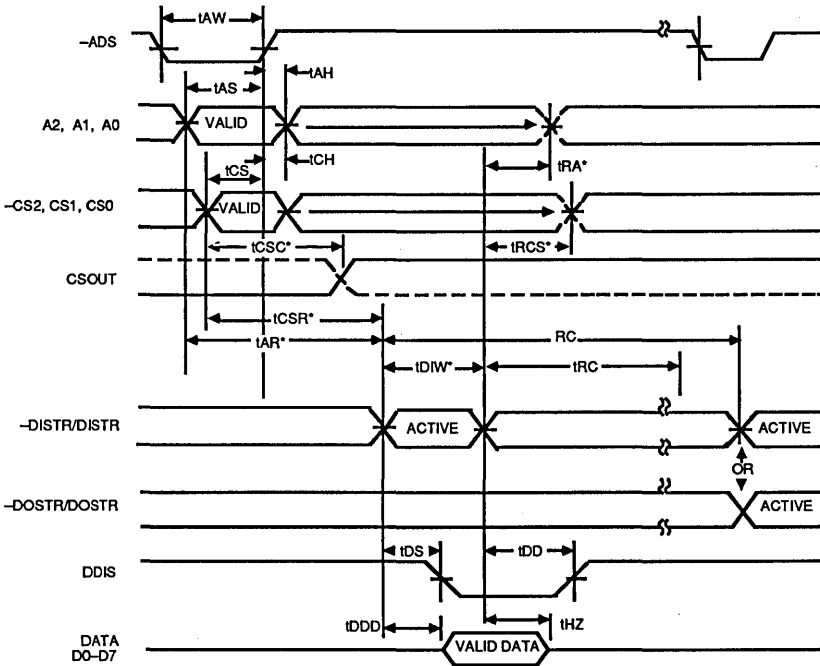 tAW
–ADS
tAH
tAS
A2, A1, A0
VALID
tCH
tCS
tRA*
–CS2, CS1, CS0
VALID
tCSC*
tRCS*
CSOUT
tCSR*
tAR*
RC
tDIW*
tRC
–DISTR/DISTR
ACTIVE
ACTIVE
OR
–DOSTR/DOSTR
ACTIVE
tDS
tDD
DDIS
tDDD
tHZ
DATA
D0–D7
VALID DATA